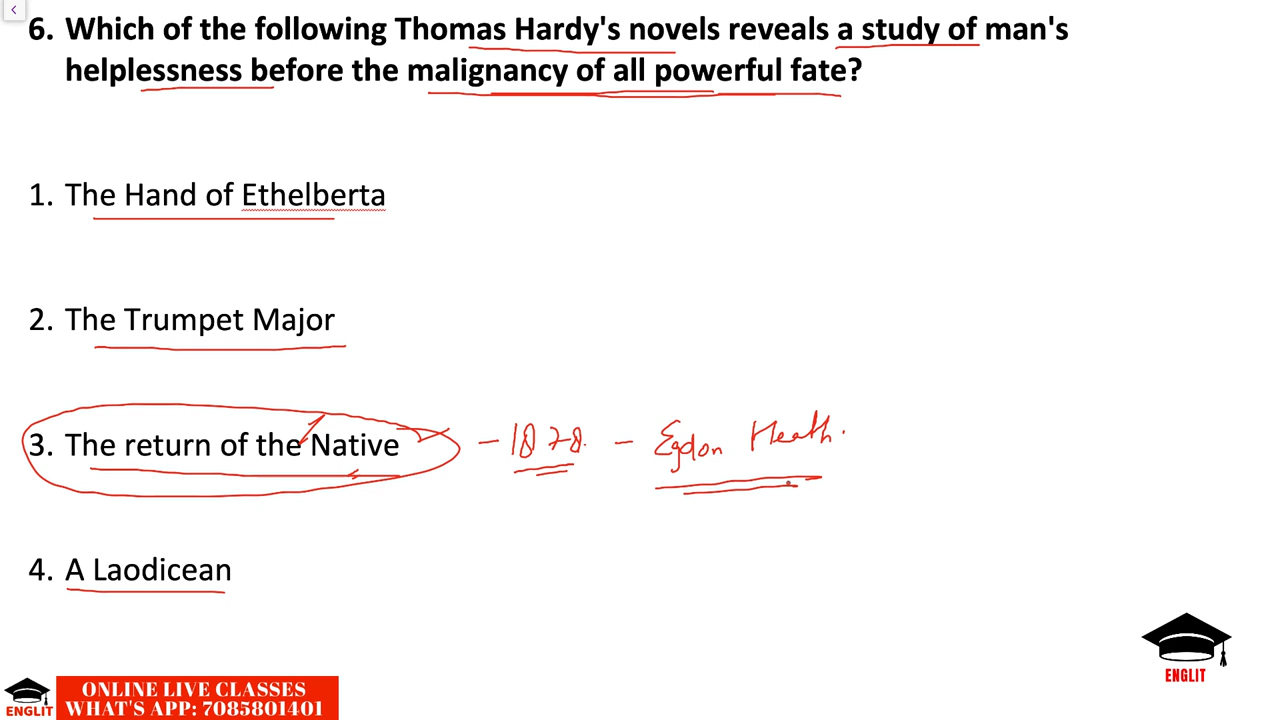 6. Which of the following Thomas Hardy's novels reveals a study of man's
helplessness before the malignancy of all powerful fate?
1. The Hand of Ethelberta
2. The Trumpet Major
3. The return of the Native - 1878. - Egdon Heath.
4. A Laodicean
ENGLIT
ENGLIT
ONLINE LIVE CLASSES
WHAT'S APP: 7085801401